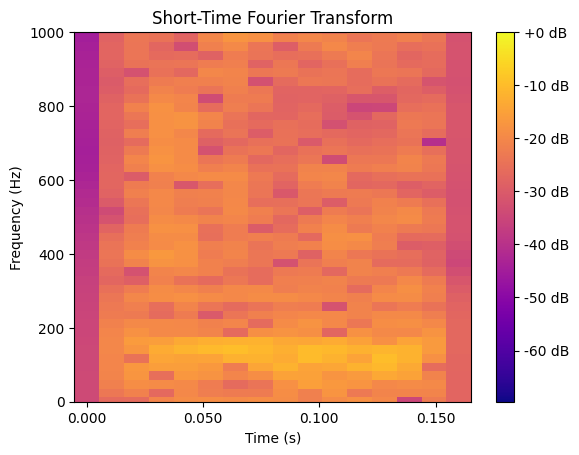 Short-Time Fourier Transform
1000
800
600
400
200
0
Frequency (Hz)
0.000
0.050
0.100
0.150
Time (s)
+0 dB
-10 dB
-20 dB
-30 dB
-40 dB
-50 dB
-60 dB